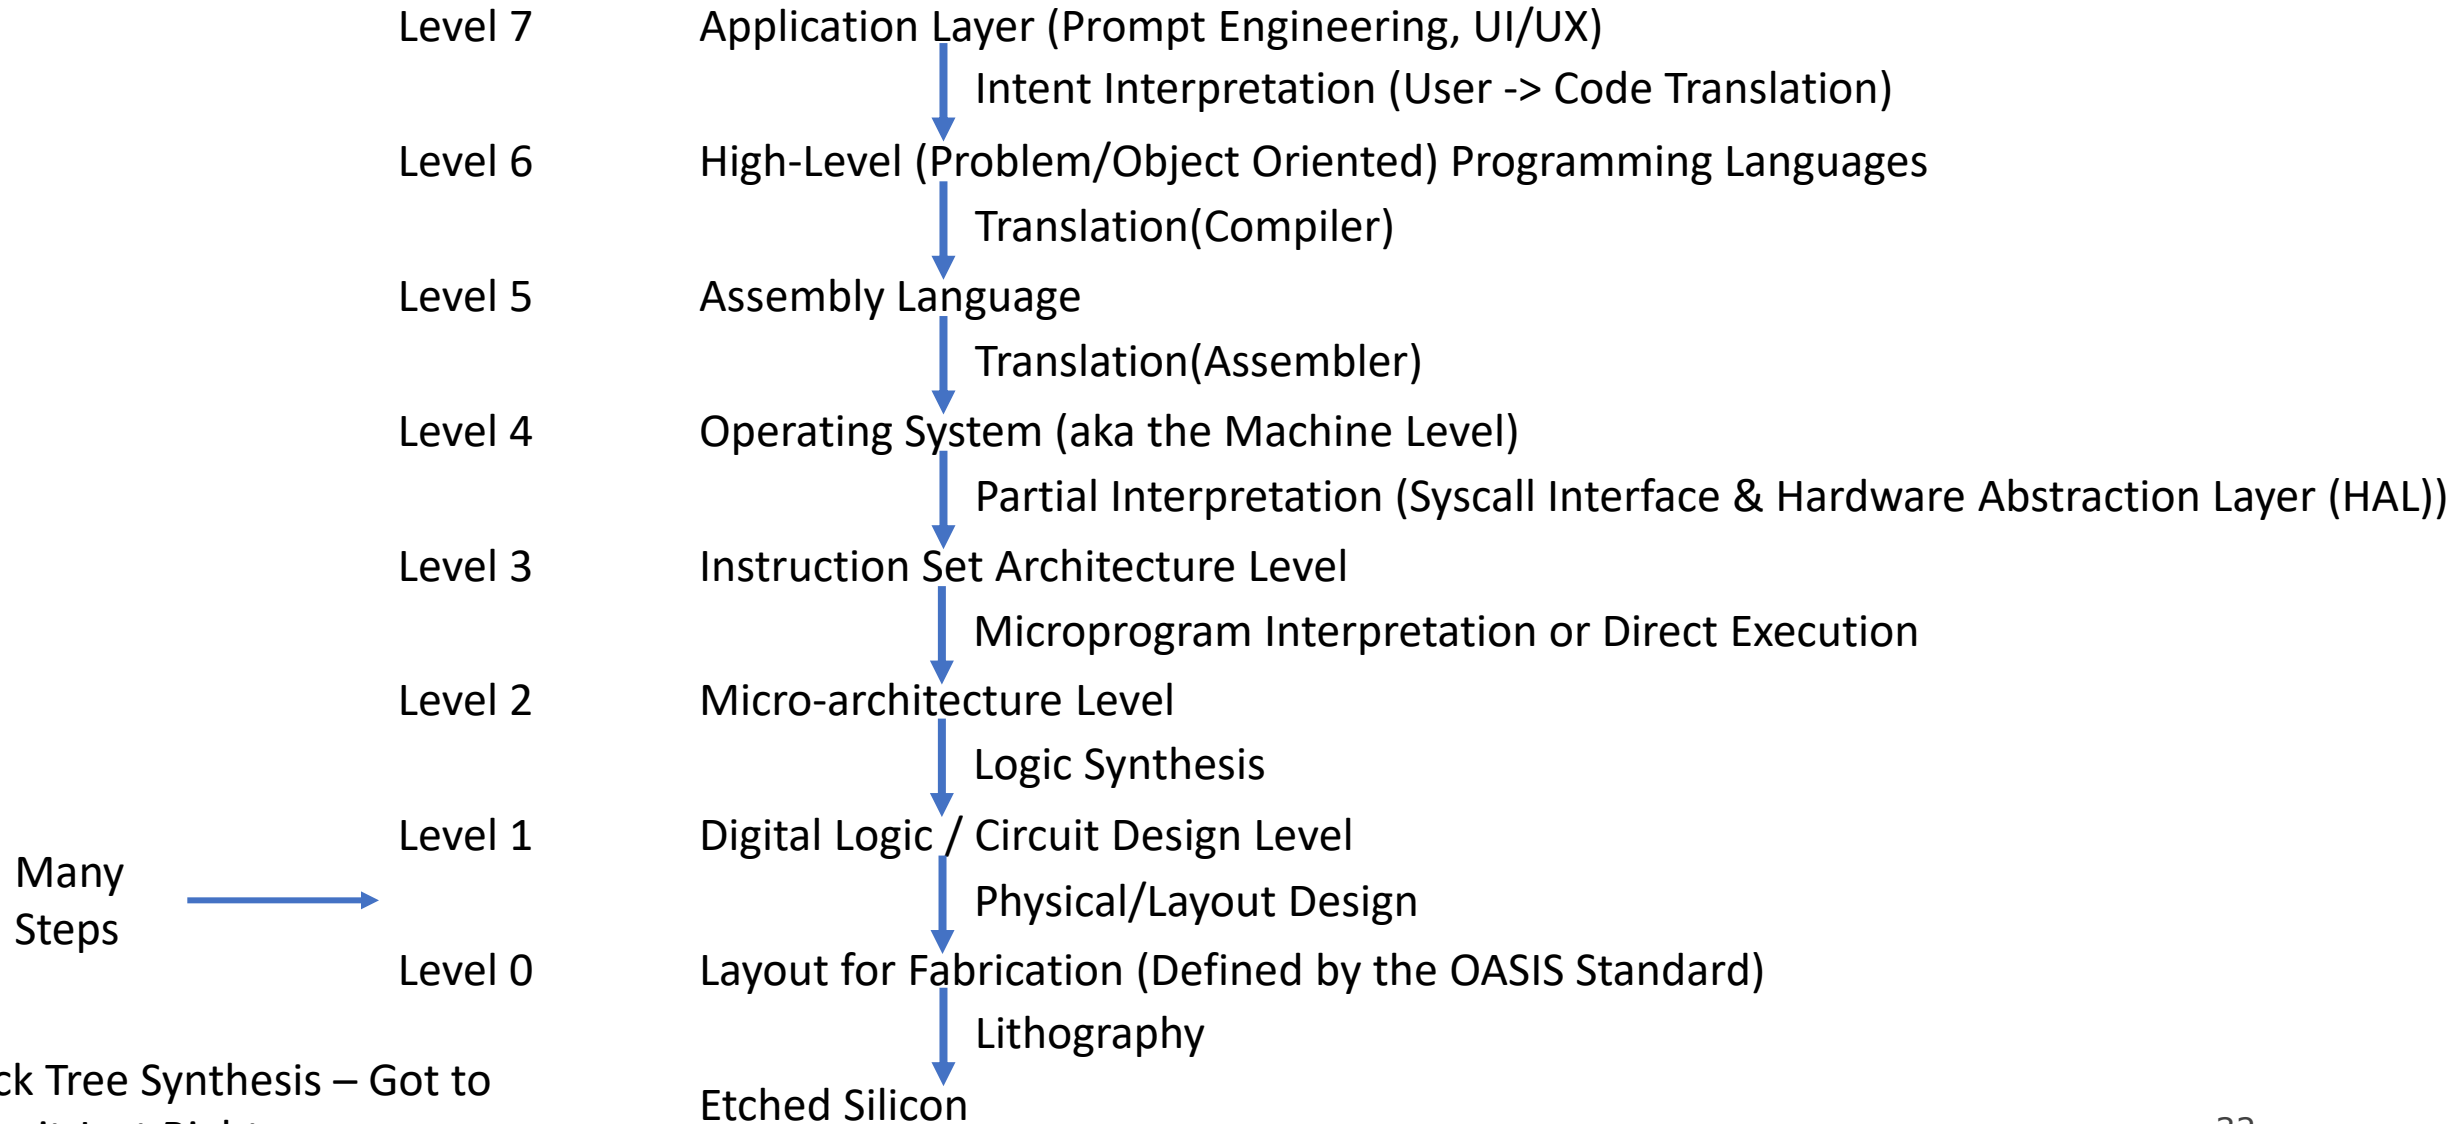 Level 7 Application Layer (Prompt Engineering, UI/UX)
Intent Interpretation (User -> Code Translation)
Level 6 High-Level (Problem/Object Oriented) Programming Languages
Translation(Compiler)
Level 5 Assembly Language
Translation(Assembler)
Level 4 Operating System (aka the Machine Level)
Partial Interpretation (Syscall Interface & Hardware Abstraction Layer (HAL))
Level 3 Instruction Set Architecture Level
Microprogram Interpretation or Direct Execution
Level 2 Micro-architecture Level
Logic Synthesis
Level 1 Digital Logic / Circuit Design Level
Many
Steps
Physical/Layout Design
Level 0 Layout for Fabrication (Defined by the OASIS Standard)
Lithography
ck Tree Synthesis – Got to
Etched Silicon